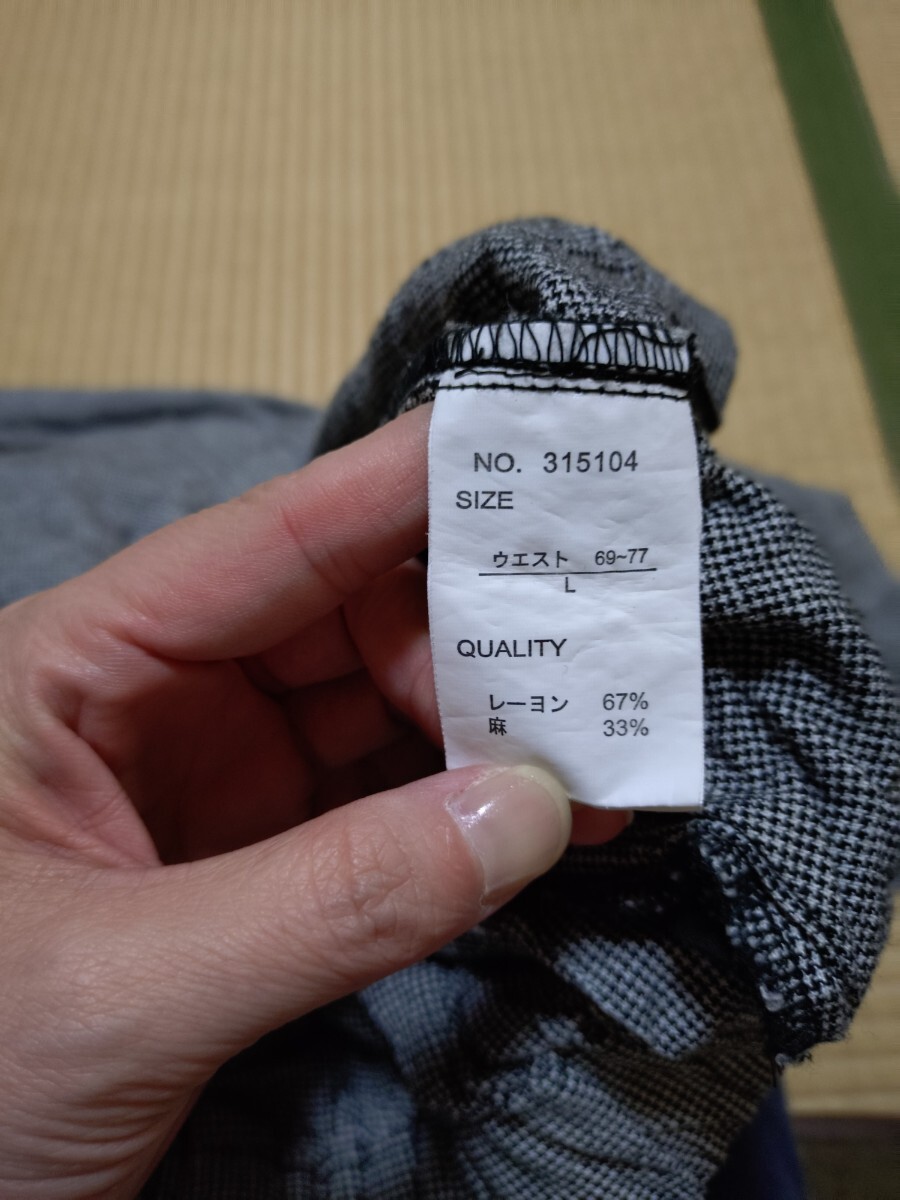 NO. 315104
SIZE
ウエスト 69~77
L
QUALITY
レーヨン 67%
麻 33%